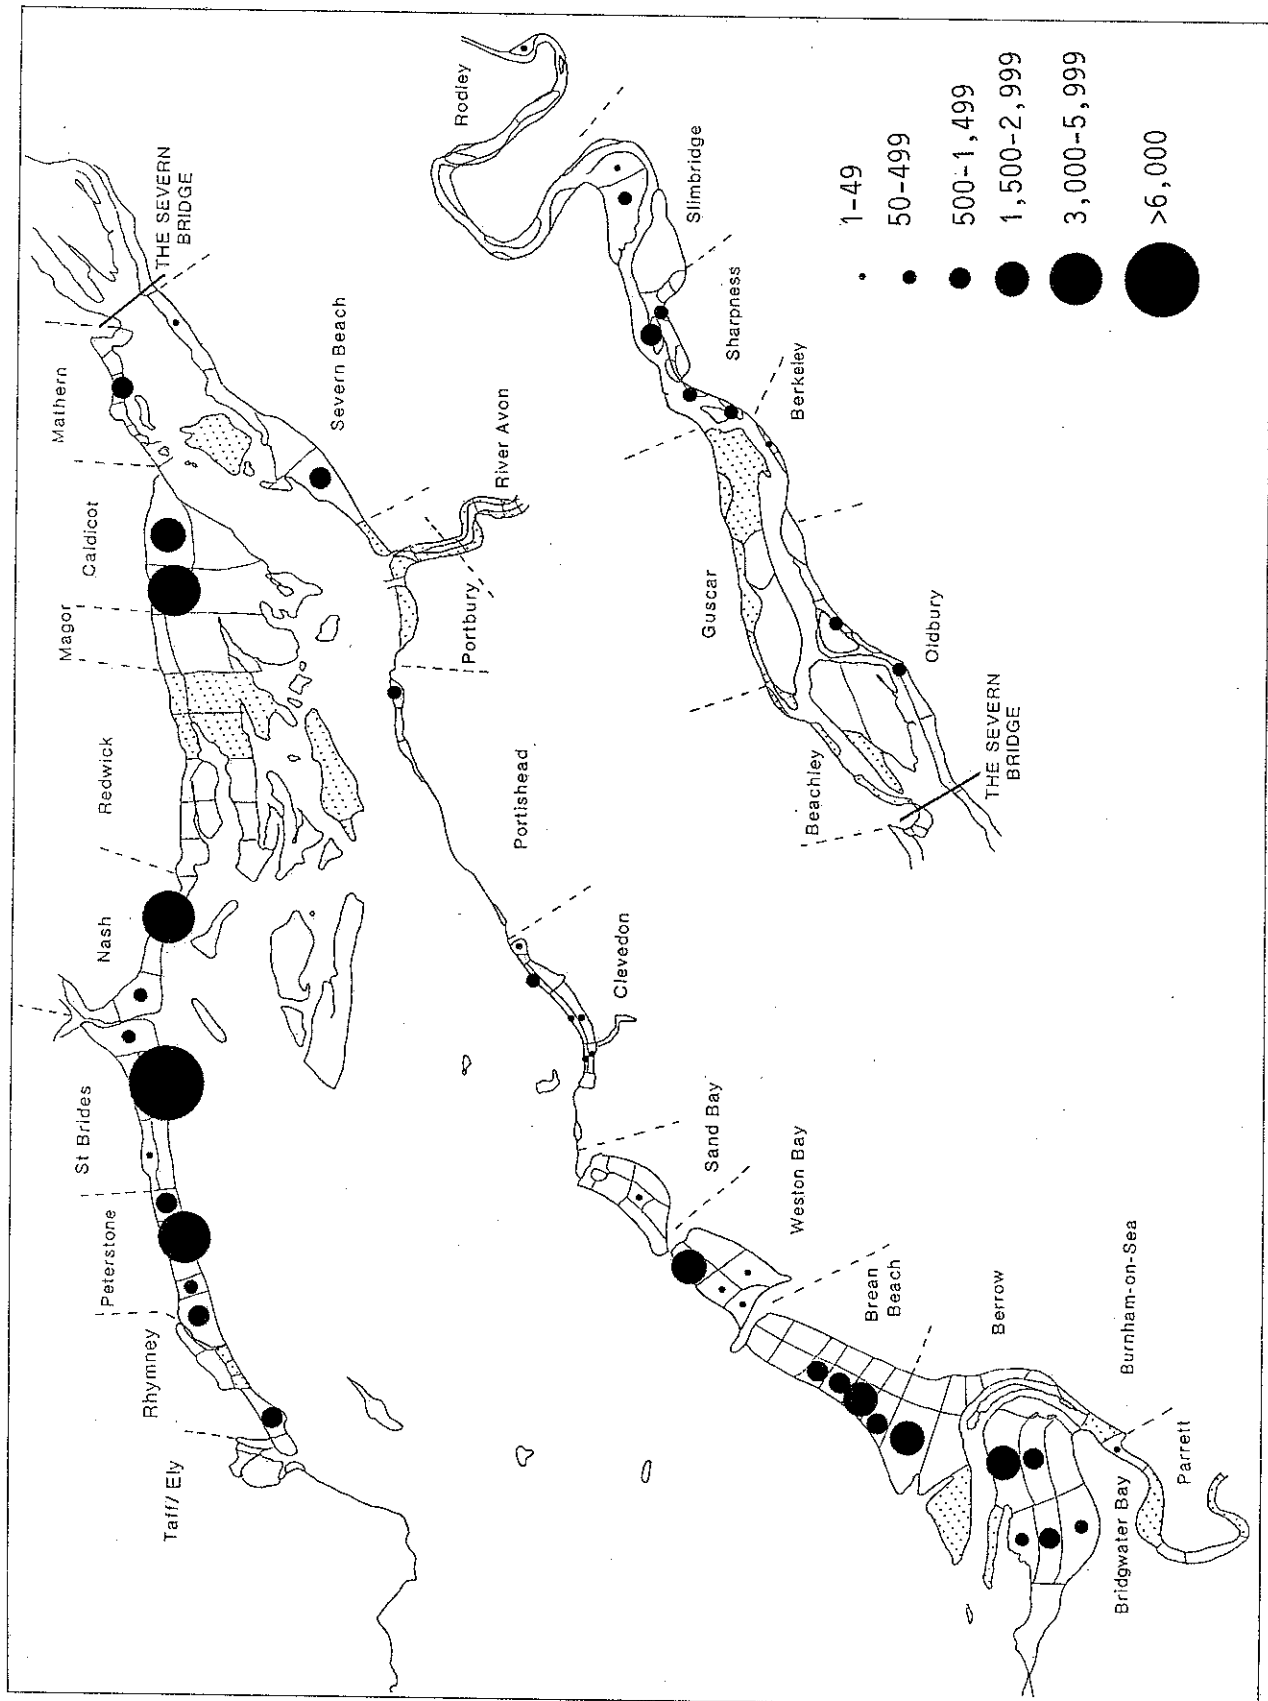 Taff/ Ely
Rhymney
Peterstone
St Brides
Nash
Redwick
Magor
Caldicot
Mathern
THE SEVERN
BRIDGE
Severn Beach
River Avon
Portbury
Portishead
Clevedon
Sand Bay
Weston Bay
Brean
Beach
Berrow
Burnham-on-Sea
Parrett
Bridgwater Bay
Rodley
Slimbridge
Sharpness
Berkeley
Guscar
Oldbury
Beachley
THE SEVERN
BRIDGE
1-49
50-499
500-1,499
1,500-2,999
3,000-5,999
>6,000